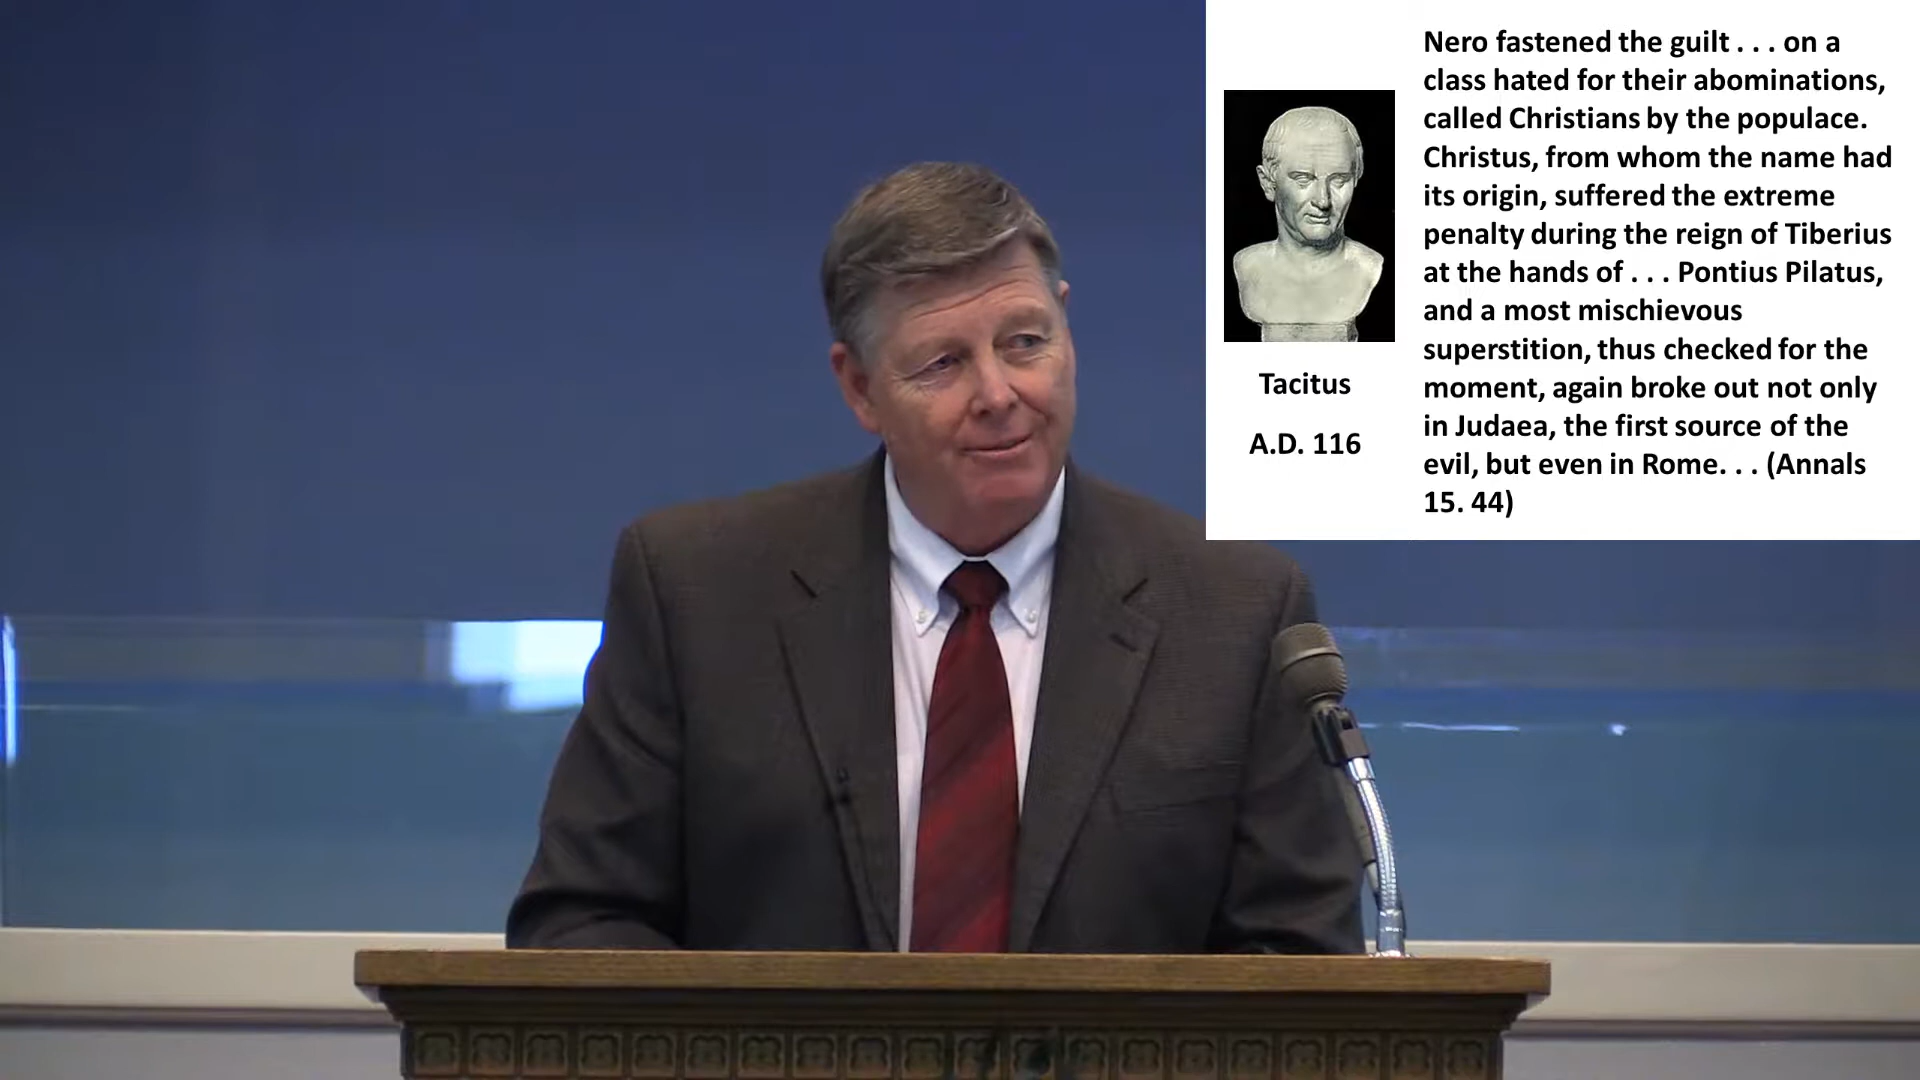 Nero fastened the guilt . . . on a
class hated for their abominations,
called Christians by the populace.
Christus, from whom the name had
its origin, suffered the extreme
penalty during the reign of Tiberius
at the hands of . . . Pontius Pilatus,
and a most mischievous
superstition, thus checked for the
moment, again broke out not only
in Judaea, the first source of the
evil, but even in Rome. . . (Annals
15. 44)
Tacitus
A.D. 116